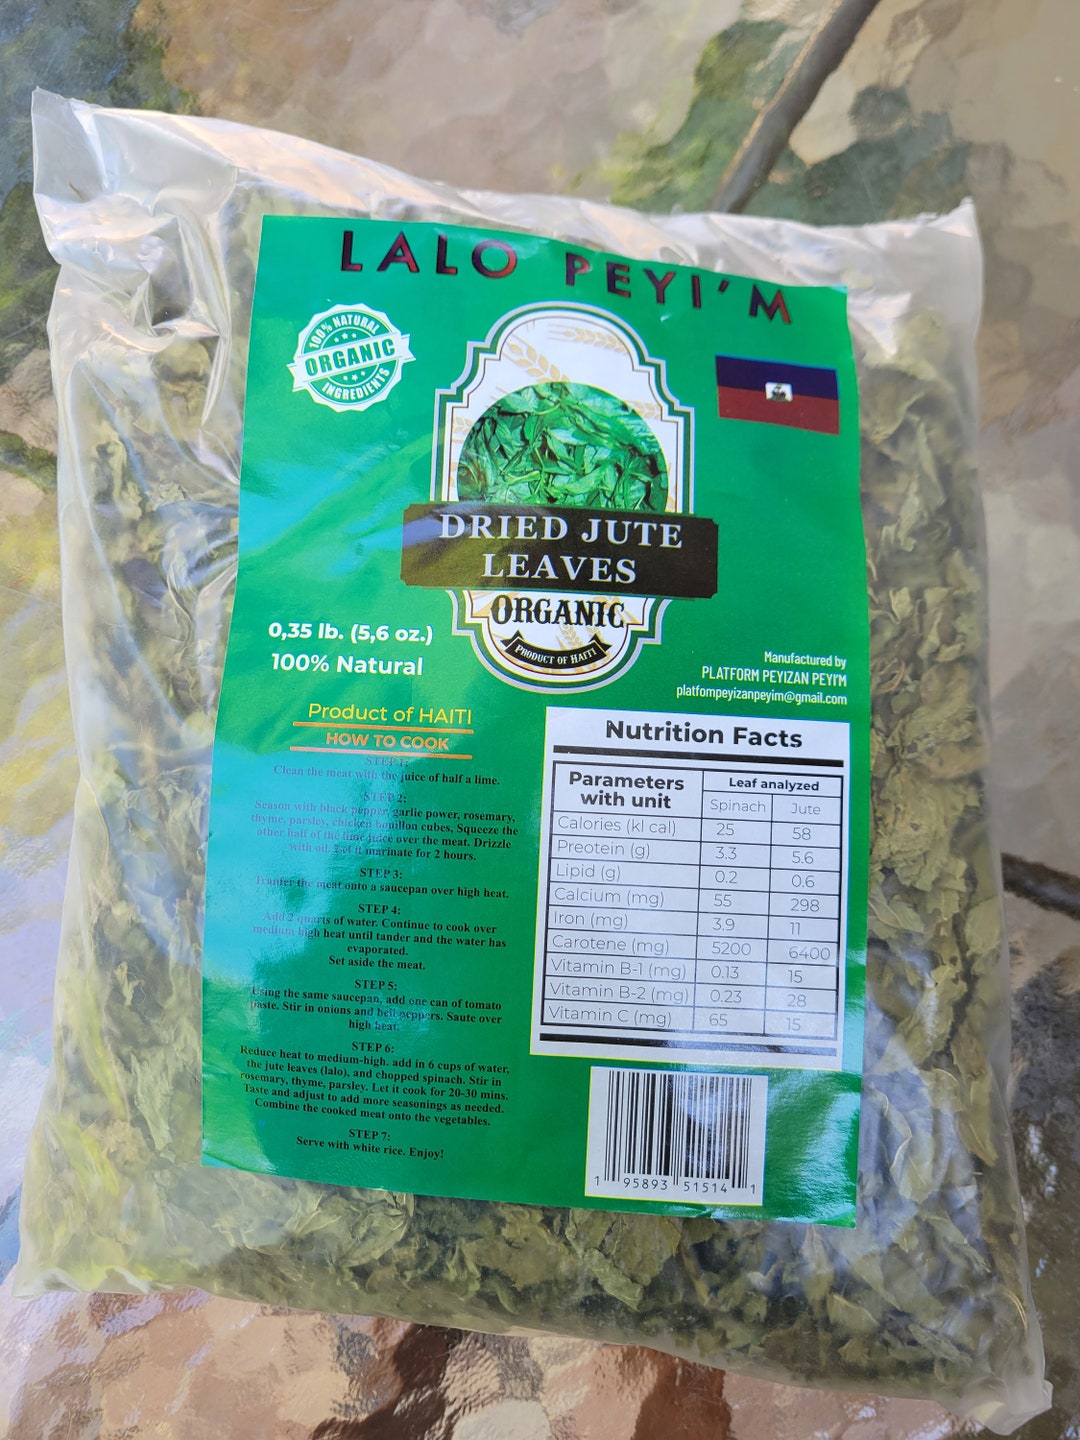 LALO PEYI'M
100% NATURAL
ORGANIC
INGREDIENTS
DRIED JUTE
LEAVES
ORGANIC
PRODUCT OF HAITI
0,35 lb. (5,6 oz.)
100% Natural
Manufactured by
PLATFORM PEYIZAN PEYI'M
platfompeyizanpeyim@gmail.com
Product of HAITI
HOW TO COOK
STEP 1:
Clean the meat with the juice of half a lime.
STEP 2:
Season with black pepper, garlic power, rosemary,
thyme, parsley, chicken bouillon cubes, Squeeze the
other half of the lime juice over the meat. Drizzle
with oil. Let it marinate for 2 hours.
STEP 3:
Tranfer the meat onto a saucepan over high heat.
STEP 4:
Add 2 quarts of water. Continue to cook over
medium high heat until tander and the water has
evaporated.
Set aside the meat.
STEP 5:
Using the same saucepan, add one can of tomato
paste. Stir in onions and bell peppers. Saute over
high heat.
STEP 6:
Reduce heat to medium-high. add in 6 cups of water,
the jute leaves (lalo), and chopped spinach. Stir in
rosemary, thyme, parsley. Let it cook for 20-30 mins.
Taste and adjust to add more seasonings as needed.
Combine the cooked meat onto the vegetables.
STEP 7:
Serve with white rice. Enjoy!
Nutrition Facts
Parameters with unit Leaf analyzed
Spinach Jute
Calories (kl cal) 25 58
Preotein (g) 3.3 5.6
Lipid (g) 0.2 0.6
Calcium (mg) 55 298
Iron (mg) 3.9 11
Carotene (mg) 5200 6400
Vitamin B-1 (mg) 0.13 15
Vitamin B-2 (mg) 0.23 28
Vitamin C (mg) 65 15
1 95893 51514 1